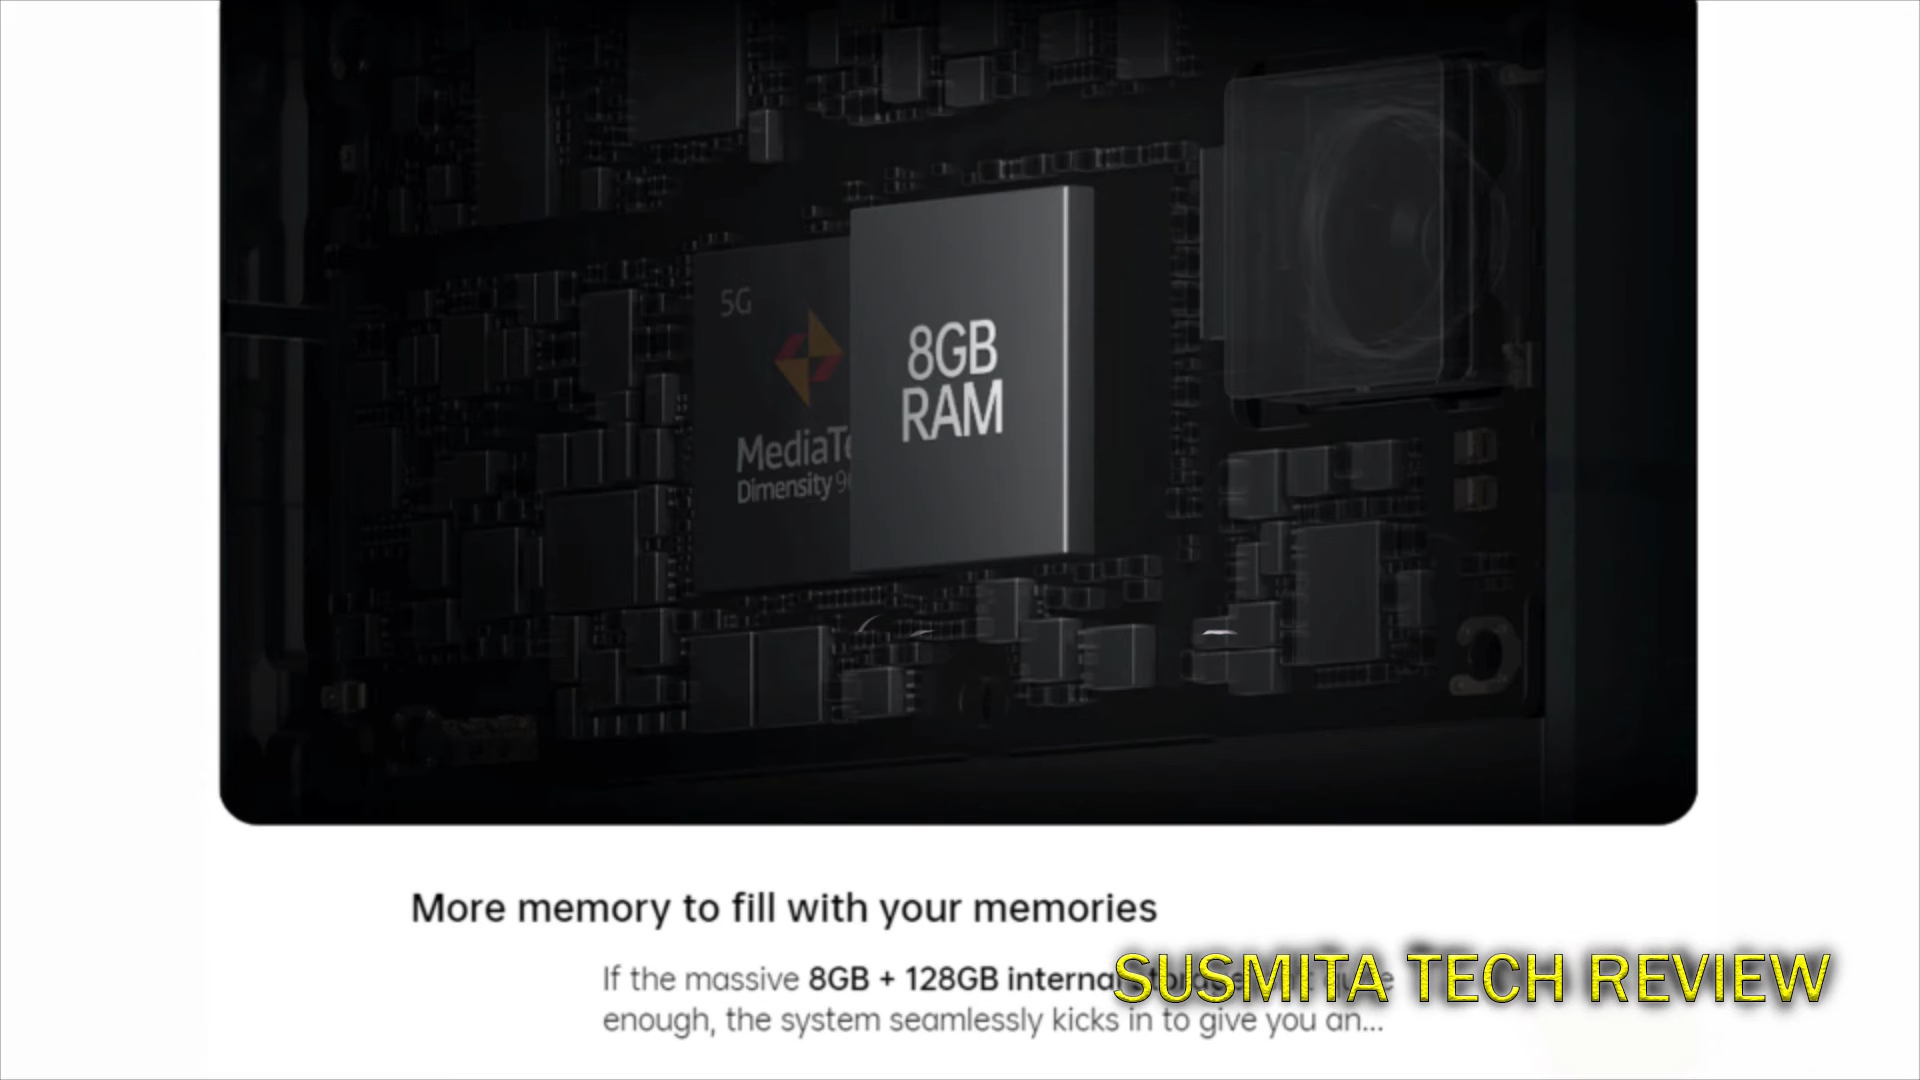 5G
8GB
RAM
MediaTe
Dimensity 9
More memory to fill with your memories
If the massive 8GB + 128GB internal
SUSMITA TECH REVIEW
enough, the system seamlessly kicks in to give you an...